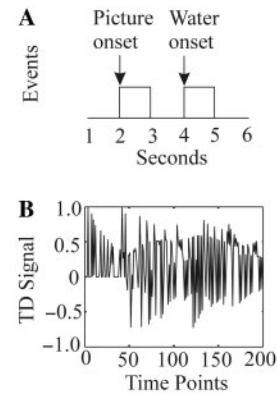 A
Picture onset
Water onset
Events
1 2 3 4 5 6
Seconds
B
TD Signal
1.0
0.5
0
−0.5
−1.0
0 50 100 150 200
Time Points